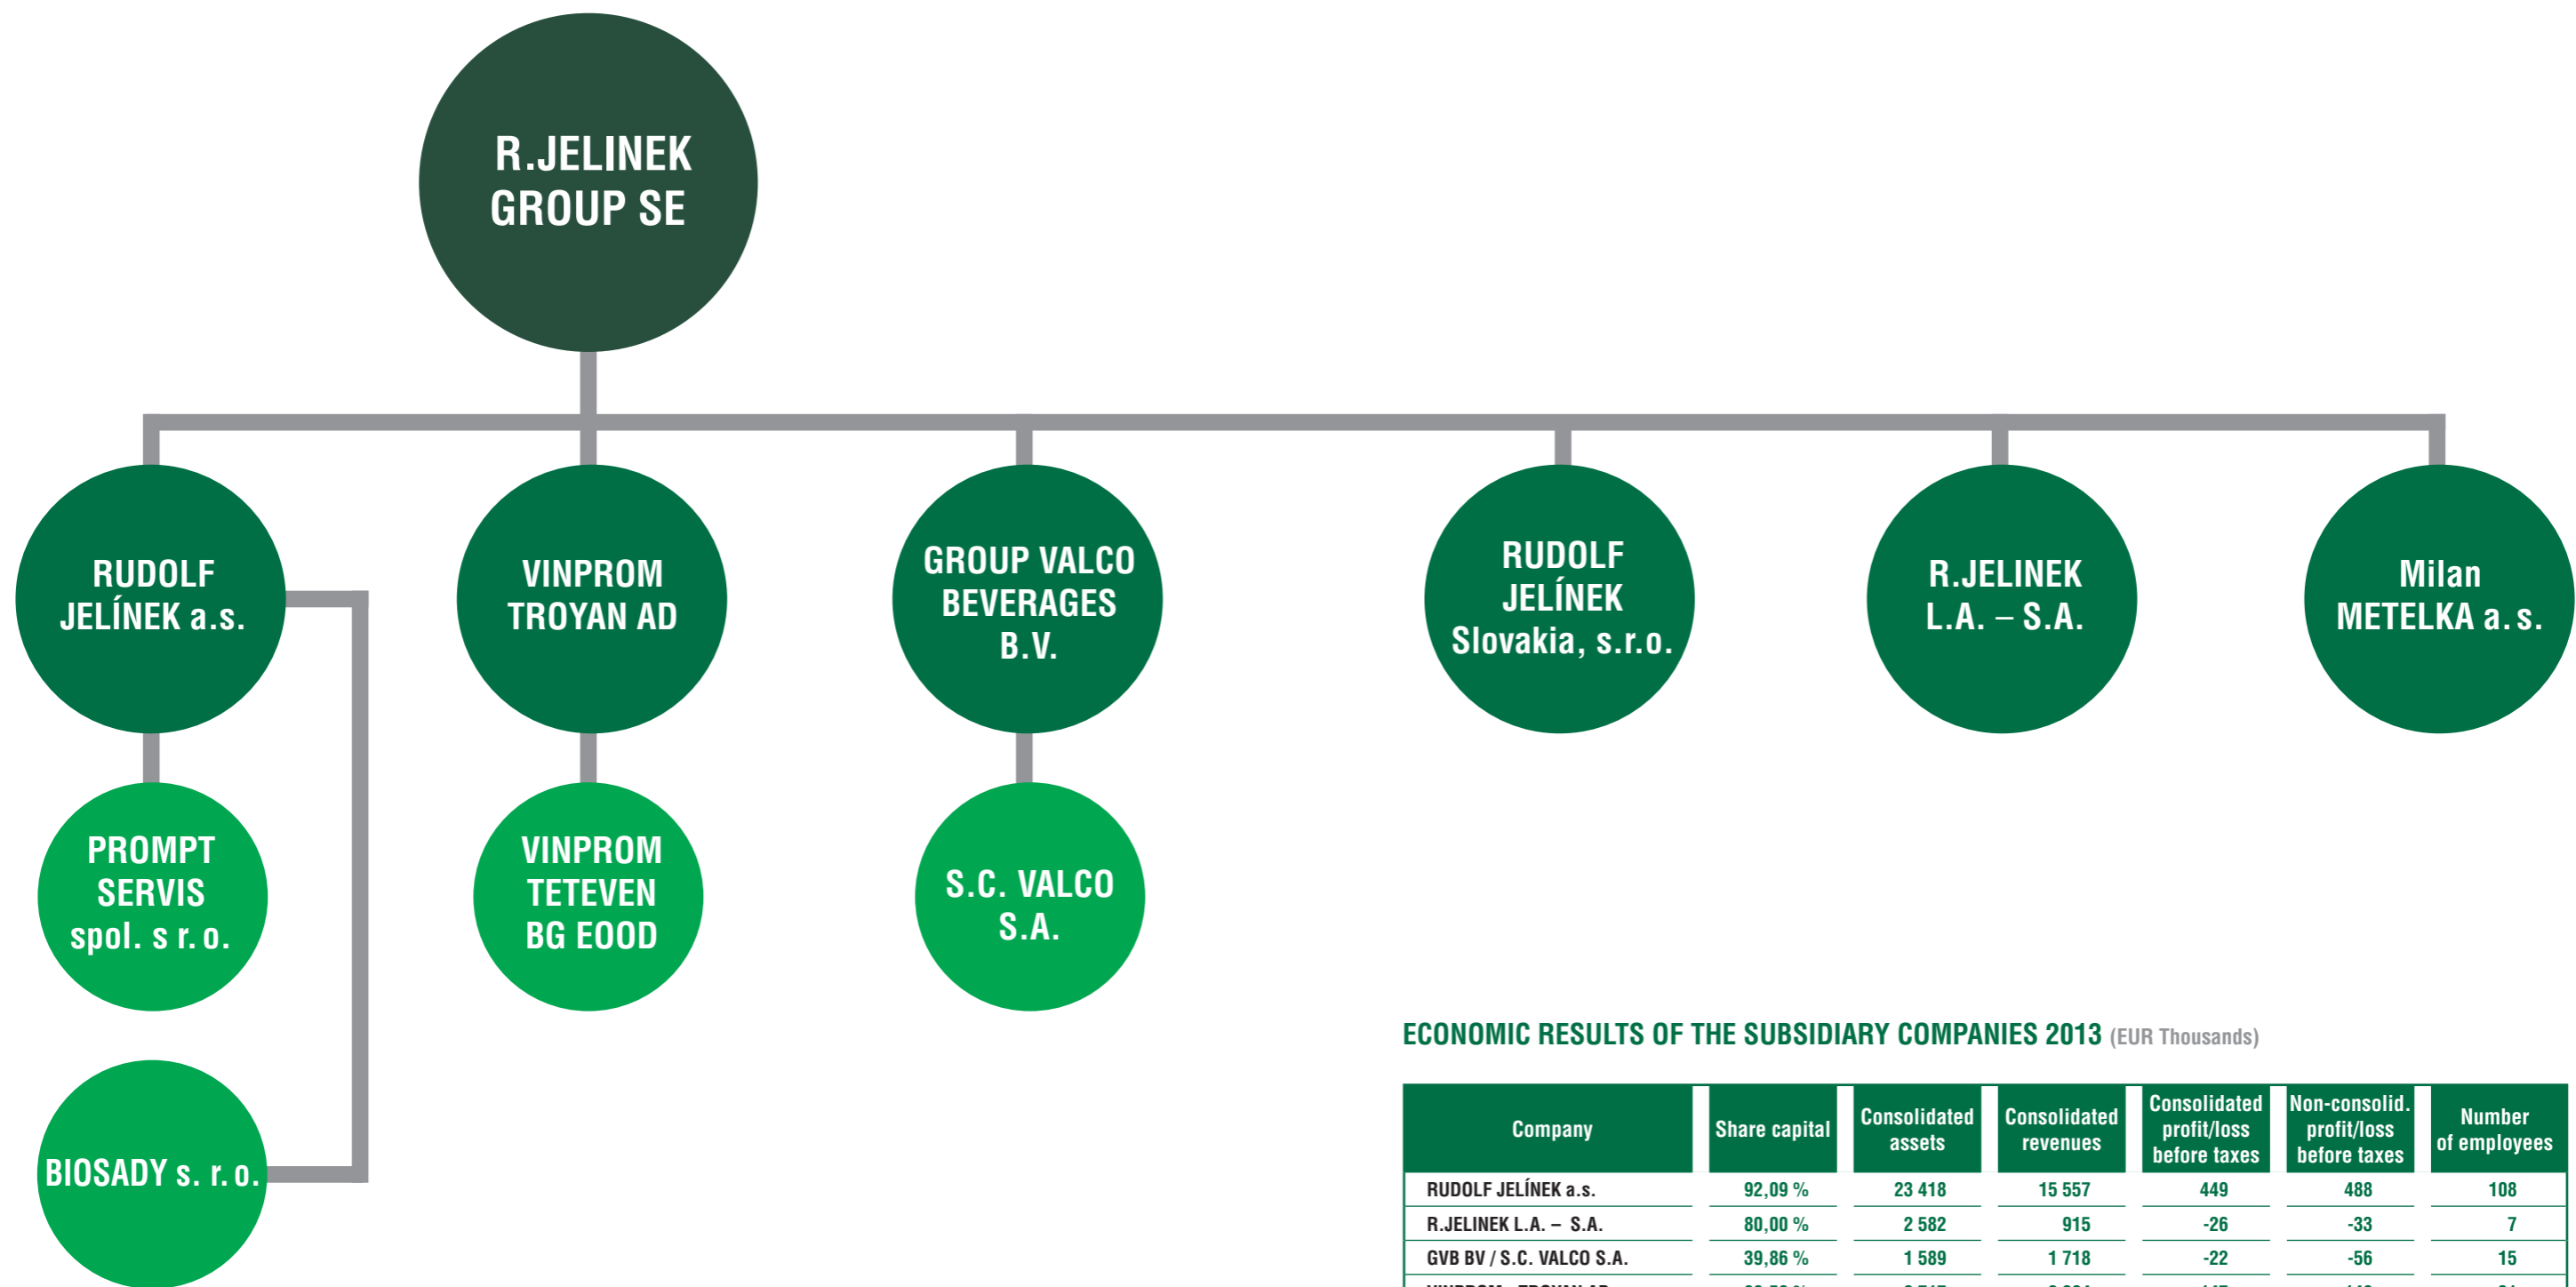 R.JELINEK
GROUP SE
RUDOLF
JELÍNEK a.s.
VINPROM
TROYAN AD
GROUP VALCO
BEVERAGES
B.V.
RUDOLF
JELÍNEK
Slovakia, s.r.o.
R.JELINEK
L.A. – S.A.
Milan
METELKA a. s.
PROMPT
SERVIS
spol. s r. o.
VINPROM
TETEVEN
BG EOOD
S.C. VALCO
S.A.
BIOSADY s. r. o.
ECONOMIC RESULTS OF THE SUBSIDIARY COMPANIES 2013 (EUR Thousands)
Company Share capital Consolidated assets Consolidated revenues Consolidated profit/loss before taxes Non-consolid. profit/loss before taxes Number of employees
RUDOLF JELÍNEK a.s. 92,09 % 23 418 15 557 449 488 108
R.JELINEK L.A. – S.A. 80,00 % 2 582 915 -26 -33 7
GVB BV / S.C. VALCO S.A. 39,86 % 1 589 1 718 -22 -56 15